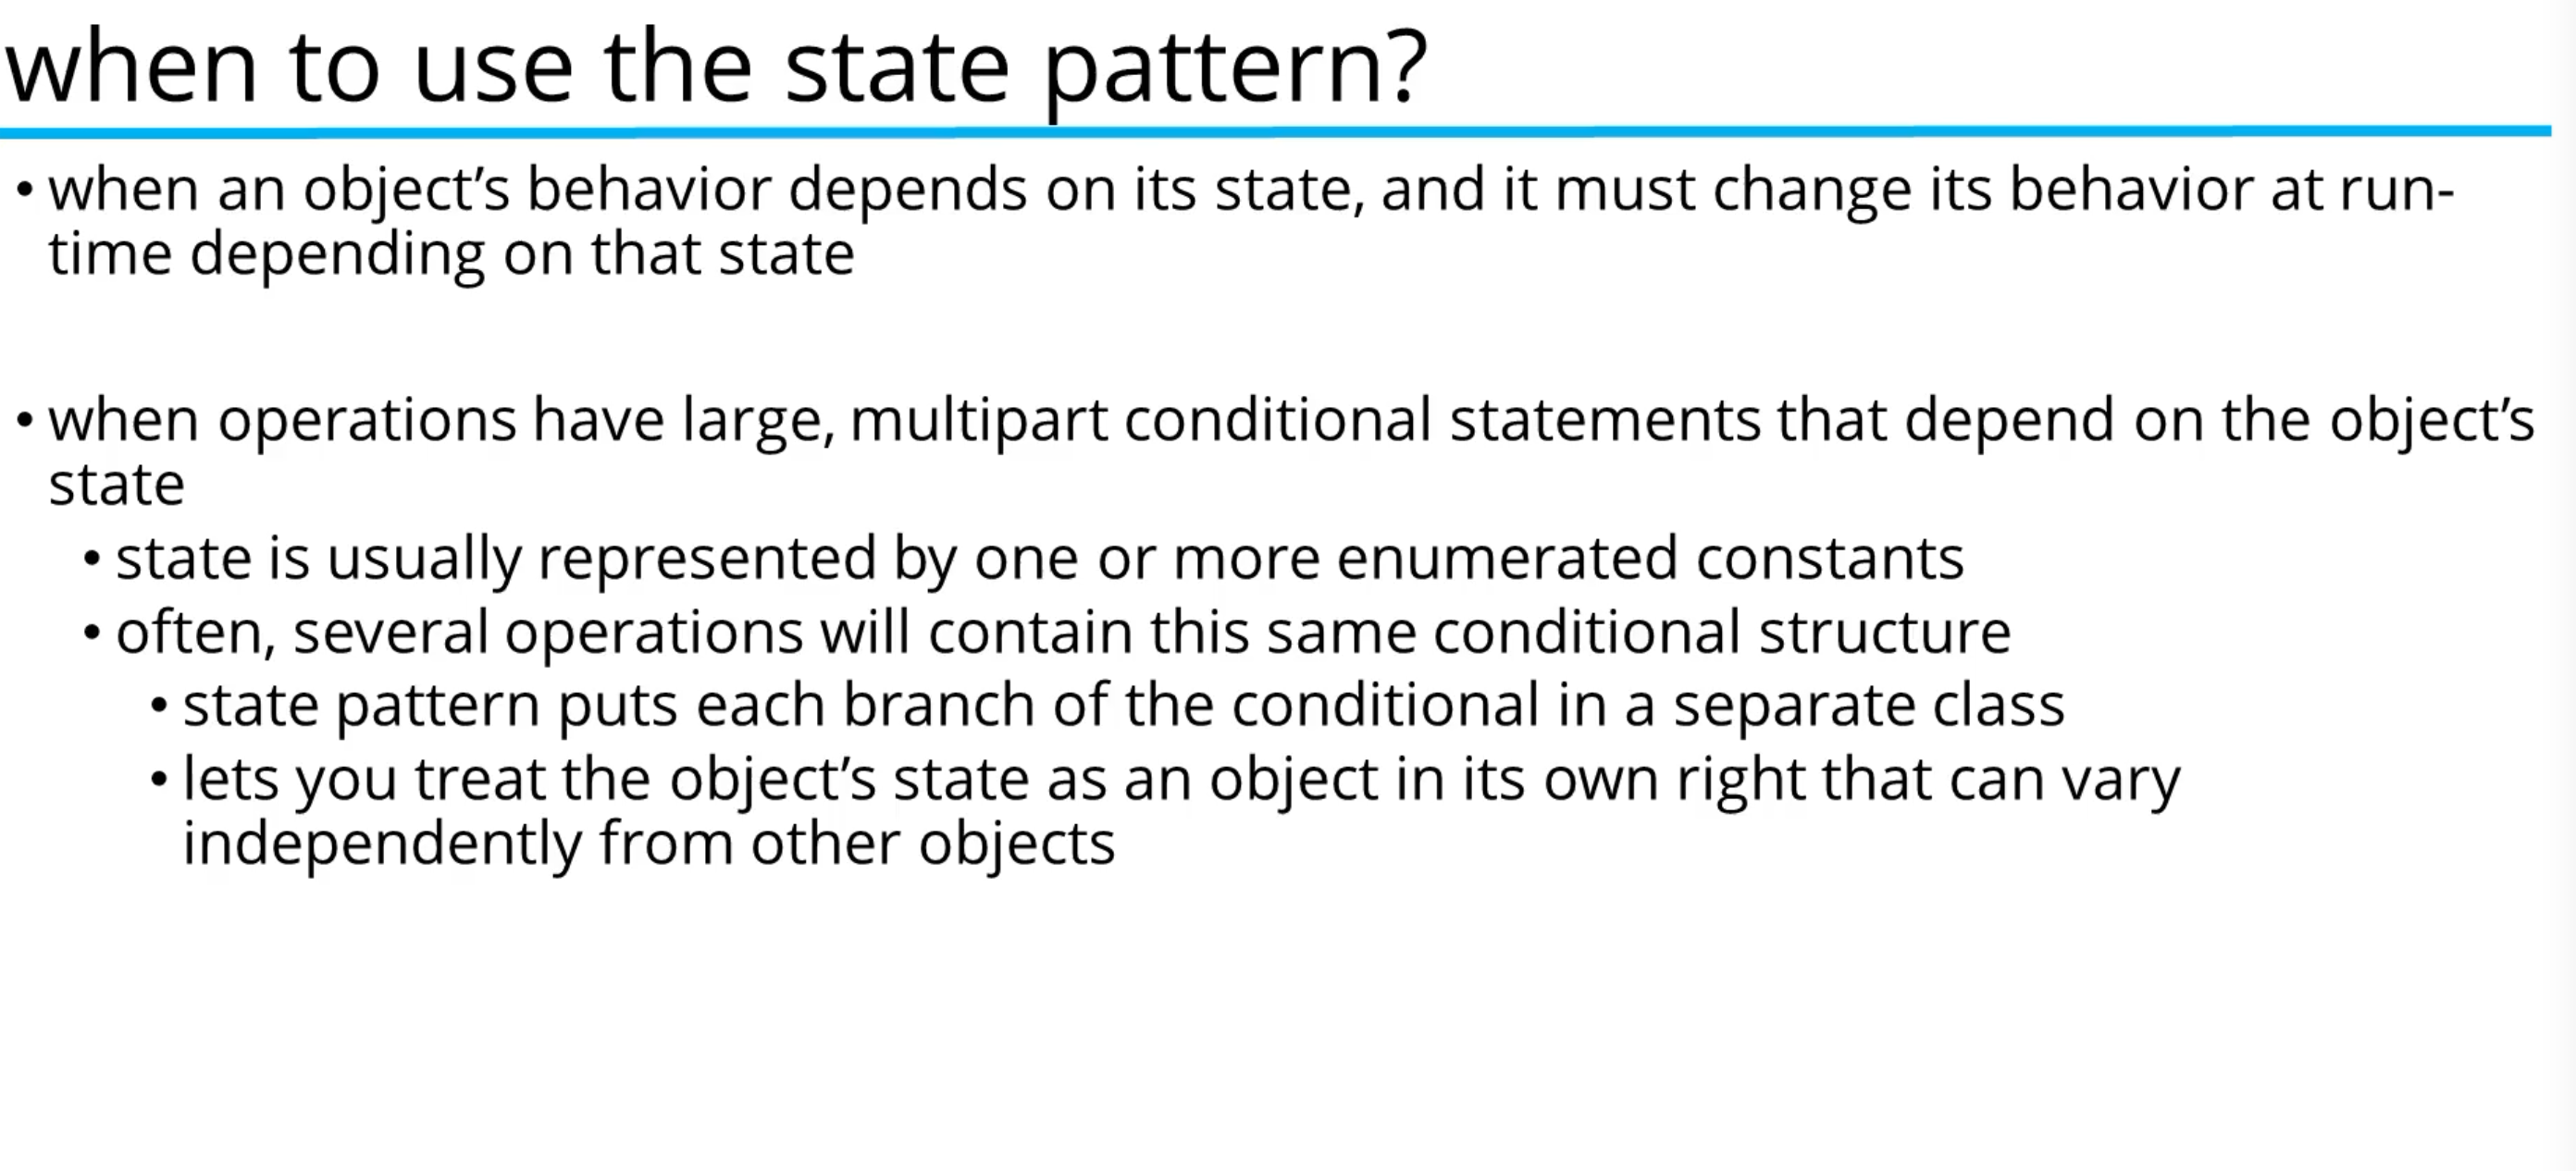 when to use the state pattern?
• when an object’s behavior depends on its state, and it must change its behavior at run-
time depending on that state
• when operations have large, multipart conditional statements that depend on the object’s
state
• state is usually represented by one or more enumerated constants
• often, several operations will contain this same conditional structure
• state pattern puts each branch of the conditional in a separate class
• lets you treat the object’s state as an object in its own right that can vary
independently from other objects